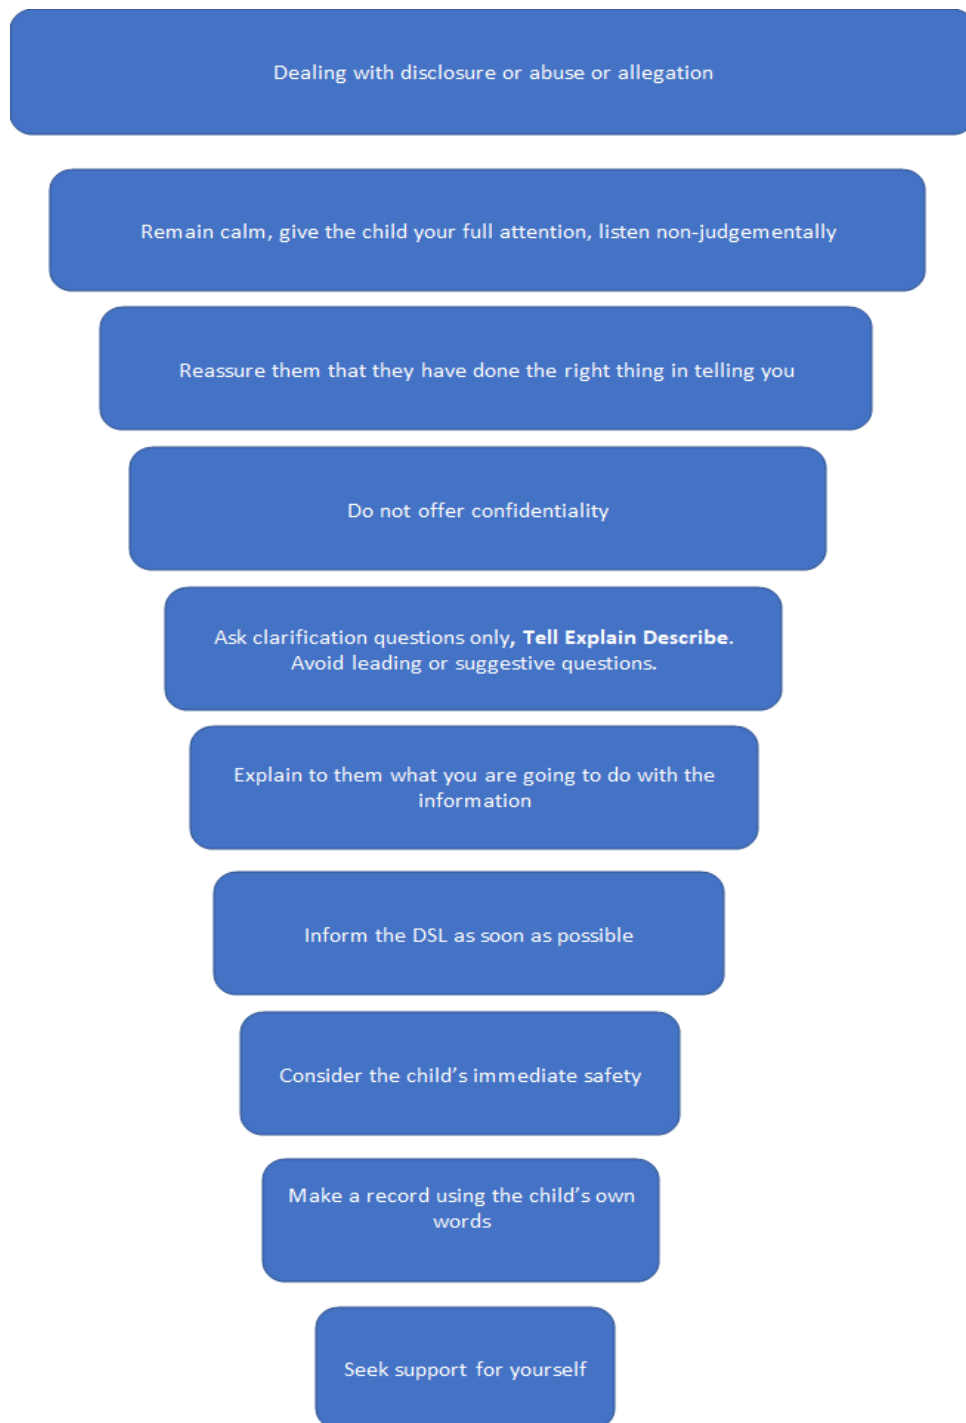 Dealing with disclosure or abuse or allegation
Remain calm, give the child your full attention, listen non-judgementally
Reassure them that they have done the right thing in telling you
Do not offer confidentiality
Ask clarification questions only, Tell Explain Describe.
Avoid leading or suggestive questions.
Explain to them what you are going to do with the
information
Inform the DSL as soon as possible
Consider the child’s immediate safety
Make a record using the child’s own
words
Seek support for yourself